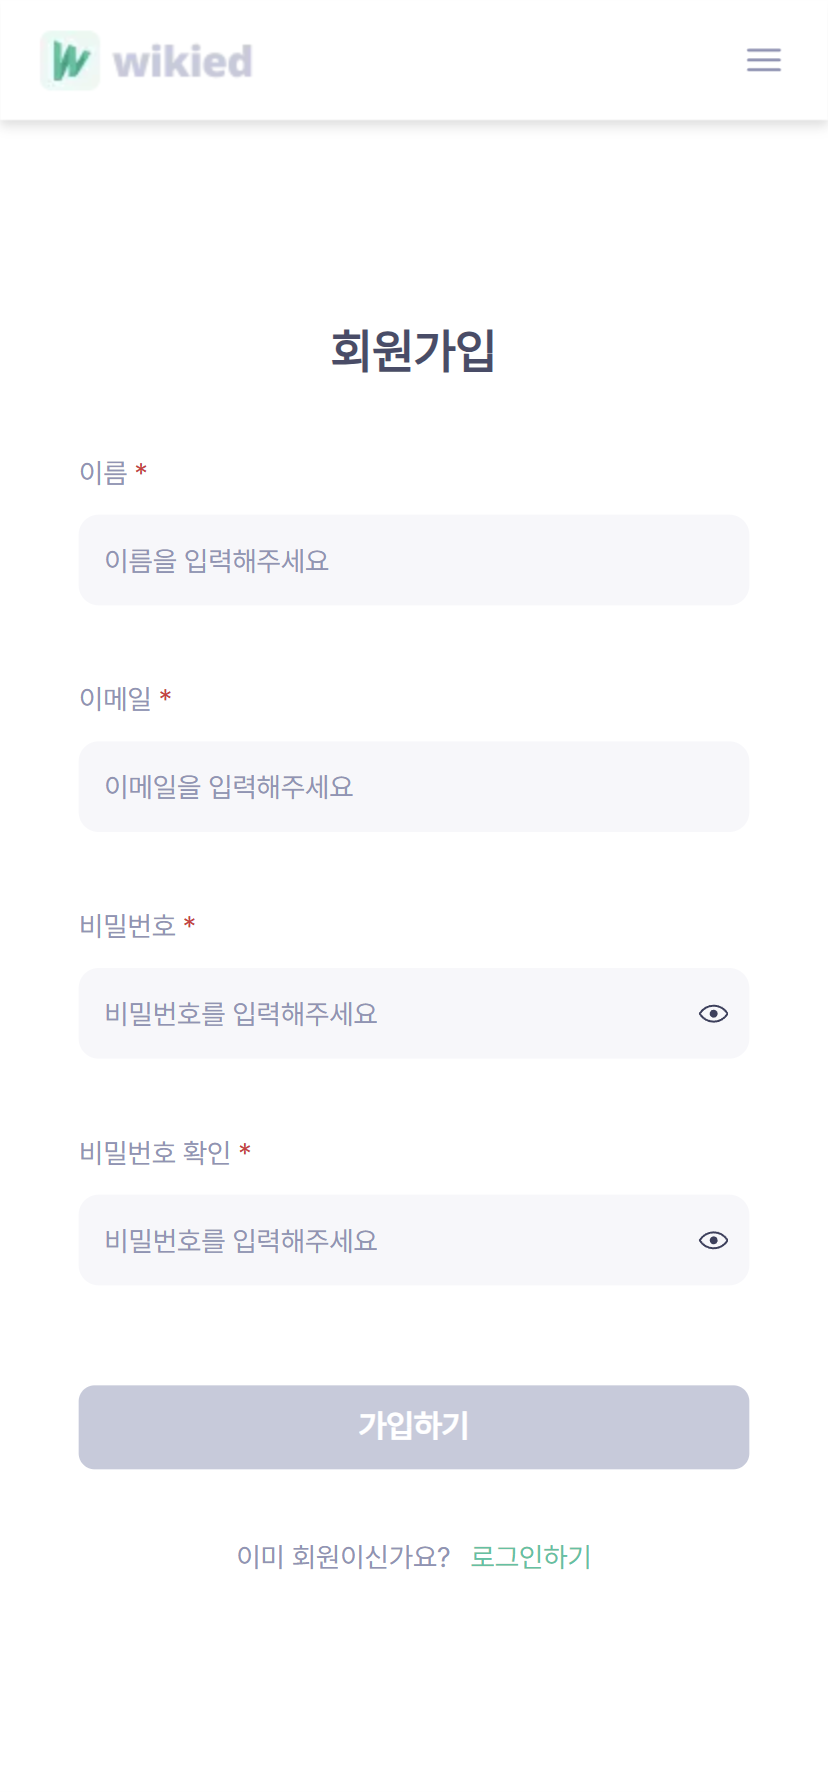 wikied
회원가입
이름 *
이름을 입력해주세요
이메일 *
이메일을 입력해주세요
비밀번호 *
비밀번호를 입력해주세요
비밀번호 확인 *
비밀번호를 입력해주세요
가입하기
이미 회원이신가요? 로그인하기